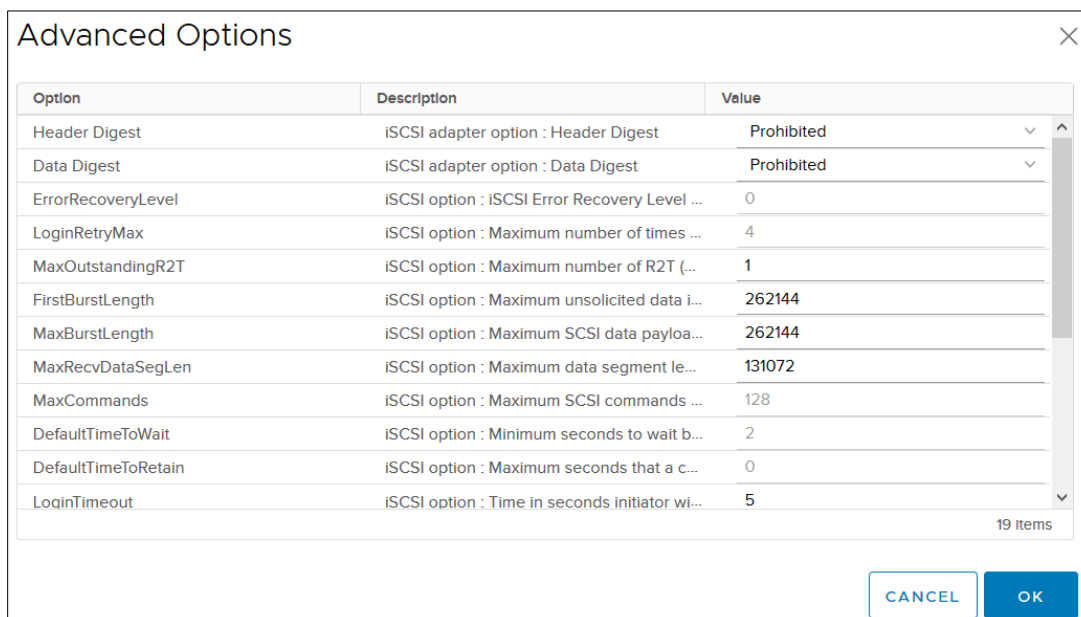 Advanced Options
Option Description Value
Header Digest iSCSI adapter option : Header Digest Prohibited
Data Digest iSCSI adapter option : Data Digest Prohibited
ErrorRecoveryLevel iSCSI option : iSCSI Error Recovery Level ... 0
LoginRetryMax iSCSI option : Maximum number of times ... 4
MaxOutstandingR2T iSCSI option : Maximum number of R2T (... 1
FirstBurstLength iSCSI option : Maximum unsolicited data i... 262144
MaxBurstLength iSCSI option : Maximum SCSI data payloa... 262144
MaxRecvDataSegLen iSCSI option : Maximum data segment le... 131072
MaxCommands iSCSI option : Maximum SCSI commands ... 128
DefaultTimeToWait iSCSI option : Minimum seconds to wait b... 2
DefaultTimeToRetain iSCSI option : Maximum seconds that a c... 0
LoginTimeout iSCSI option : Time in seconds initiator wi... 5
19 items
CANCEL OK